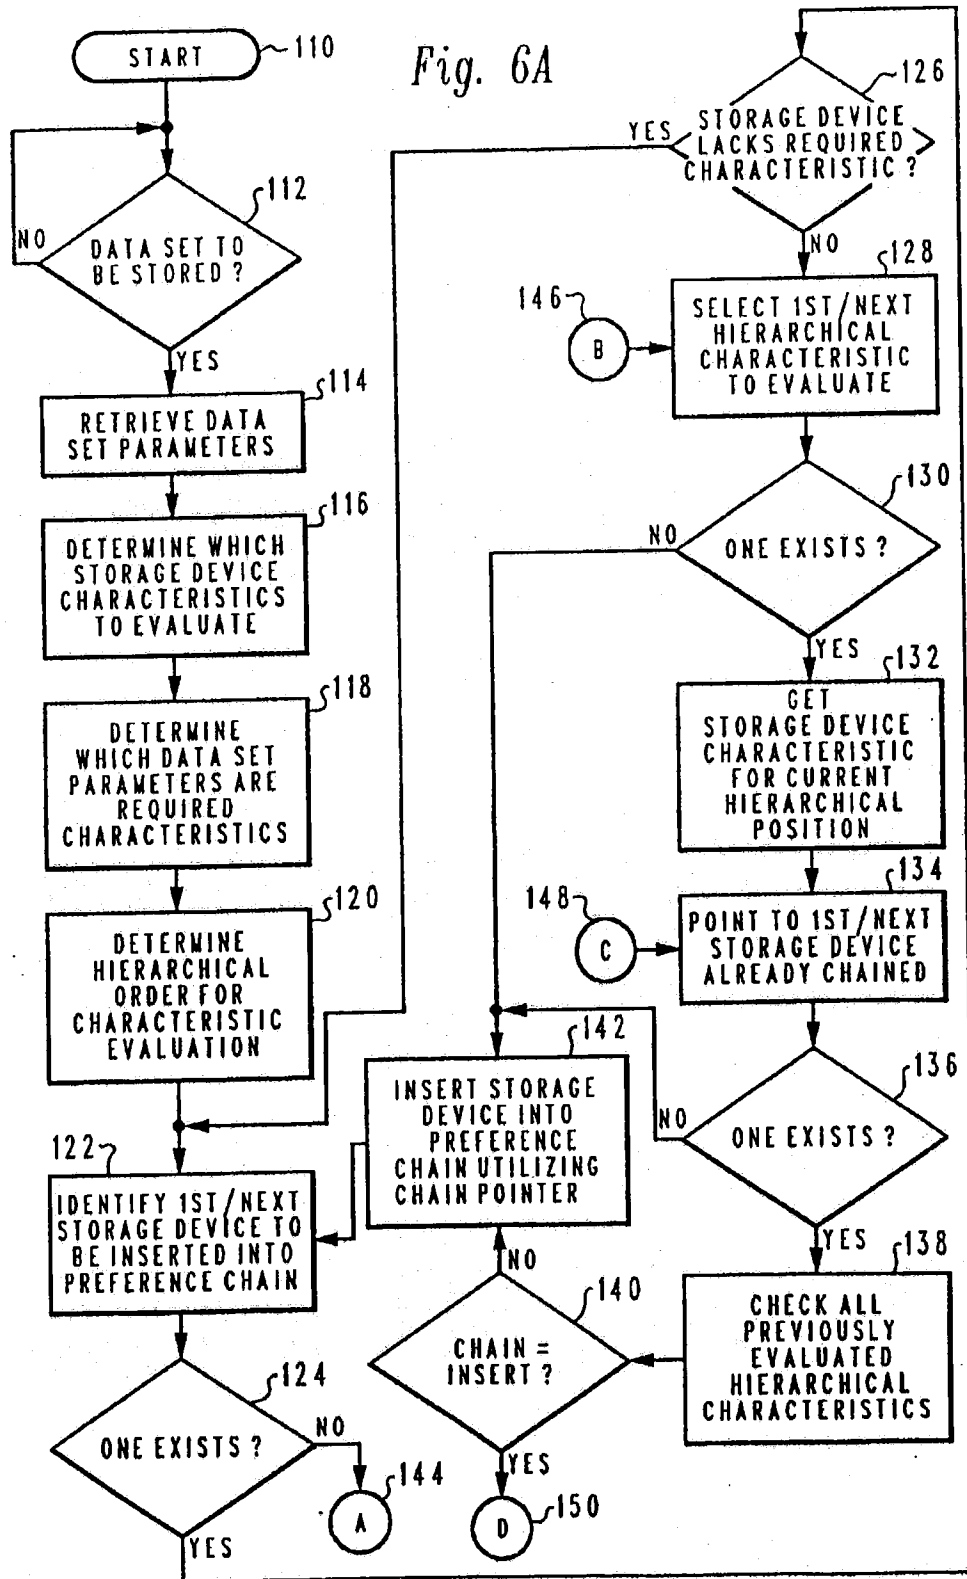 Fig. 6A
START
110
112
DATA SET TO
BE STORED ?
NO
YES
114
RETRIEVE DATA
SET PARAMETERS
116
DETERMINE WHICH
STORAGE DEVICE
CHARACTERISTICS
TO EVALUATE
118
DETERMINE
WHICH DATA SET
PARAMETERS ARE
REQUIRED
CHARACTERISTICS
120
DETERMINE
HIERARCHICAL
ORDER FOR
CHARACTERISTIC
EVALUATION
122
IDENTIFY 1ST/NEXT
STORAGE DEVICE TO
BE INSERTED INTO
PREFERENCE CHAIN
124
ONE EXISTS ?
NO
144
A
YES
126
STORAGE DEVICE
LACKS REQUIRED
CHARACTERISTIC ?
YES
NO
128
146
B
SELECT 1ST/NEXT
HIERARCHICAL
CHARACTERISTIC
TO EVALUATE
130
ONE EXISTS ?
NO
YES
132
GET
STORAGE DEVICE
CHARACTERISTIC
FOR CURRENT
HIERARCHICAL
POSITION
134
148
C
POINT TO 1ST/NEXT
STORAGE DEVICE
ALREADY CHAINED
136
ONE EXISTS ?
NO
YES
138
CHECK ALL
PREVIOUSLY
EVALUATED
HIERARCHICAL
CHARACTERISTICS
142
INSERT STORAGE
DEVICE INTO
PREFERENCE
CHAIN UTILIZING
CHAIN POINTER
NO
140
CHAIN =
INSERT ?
YES
D
150